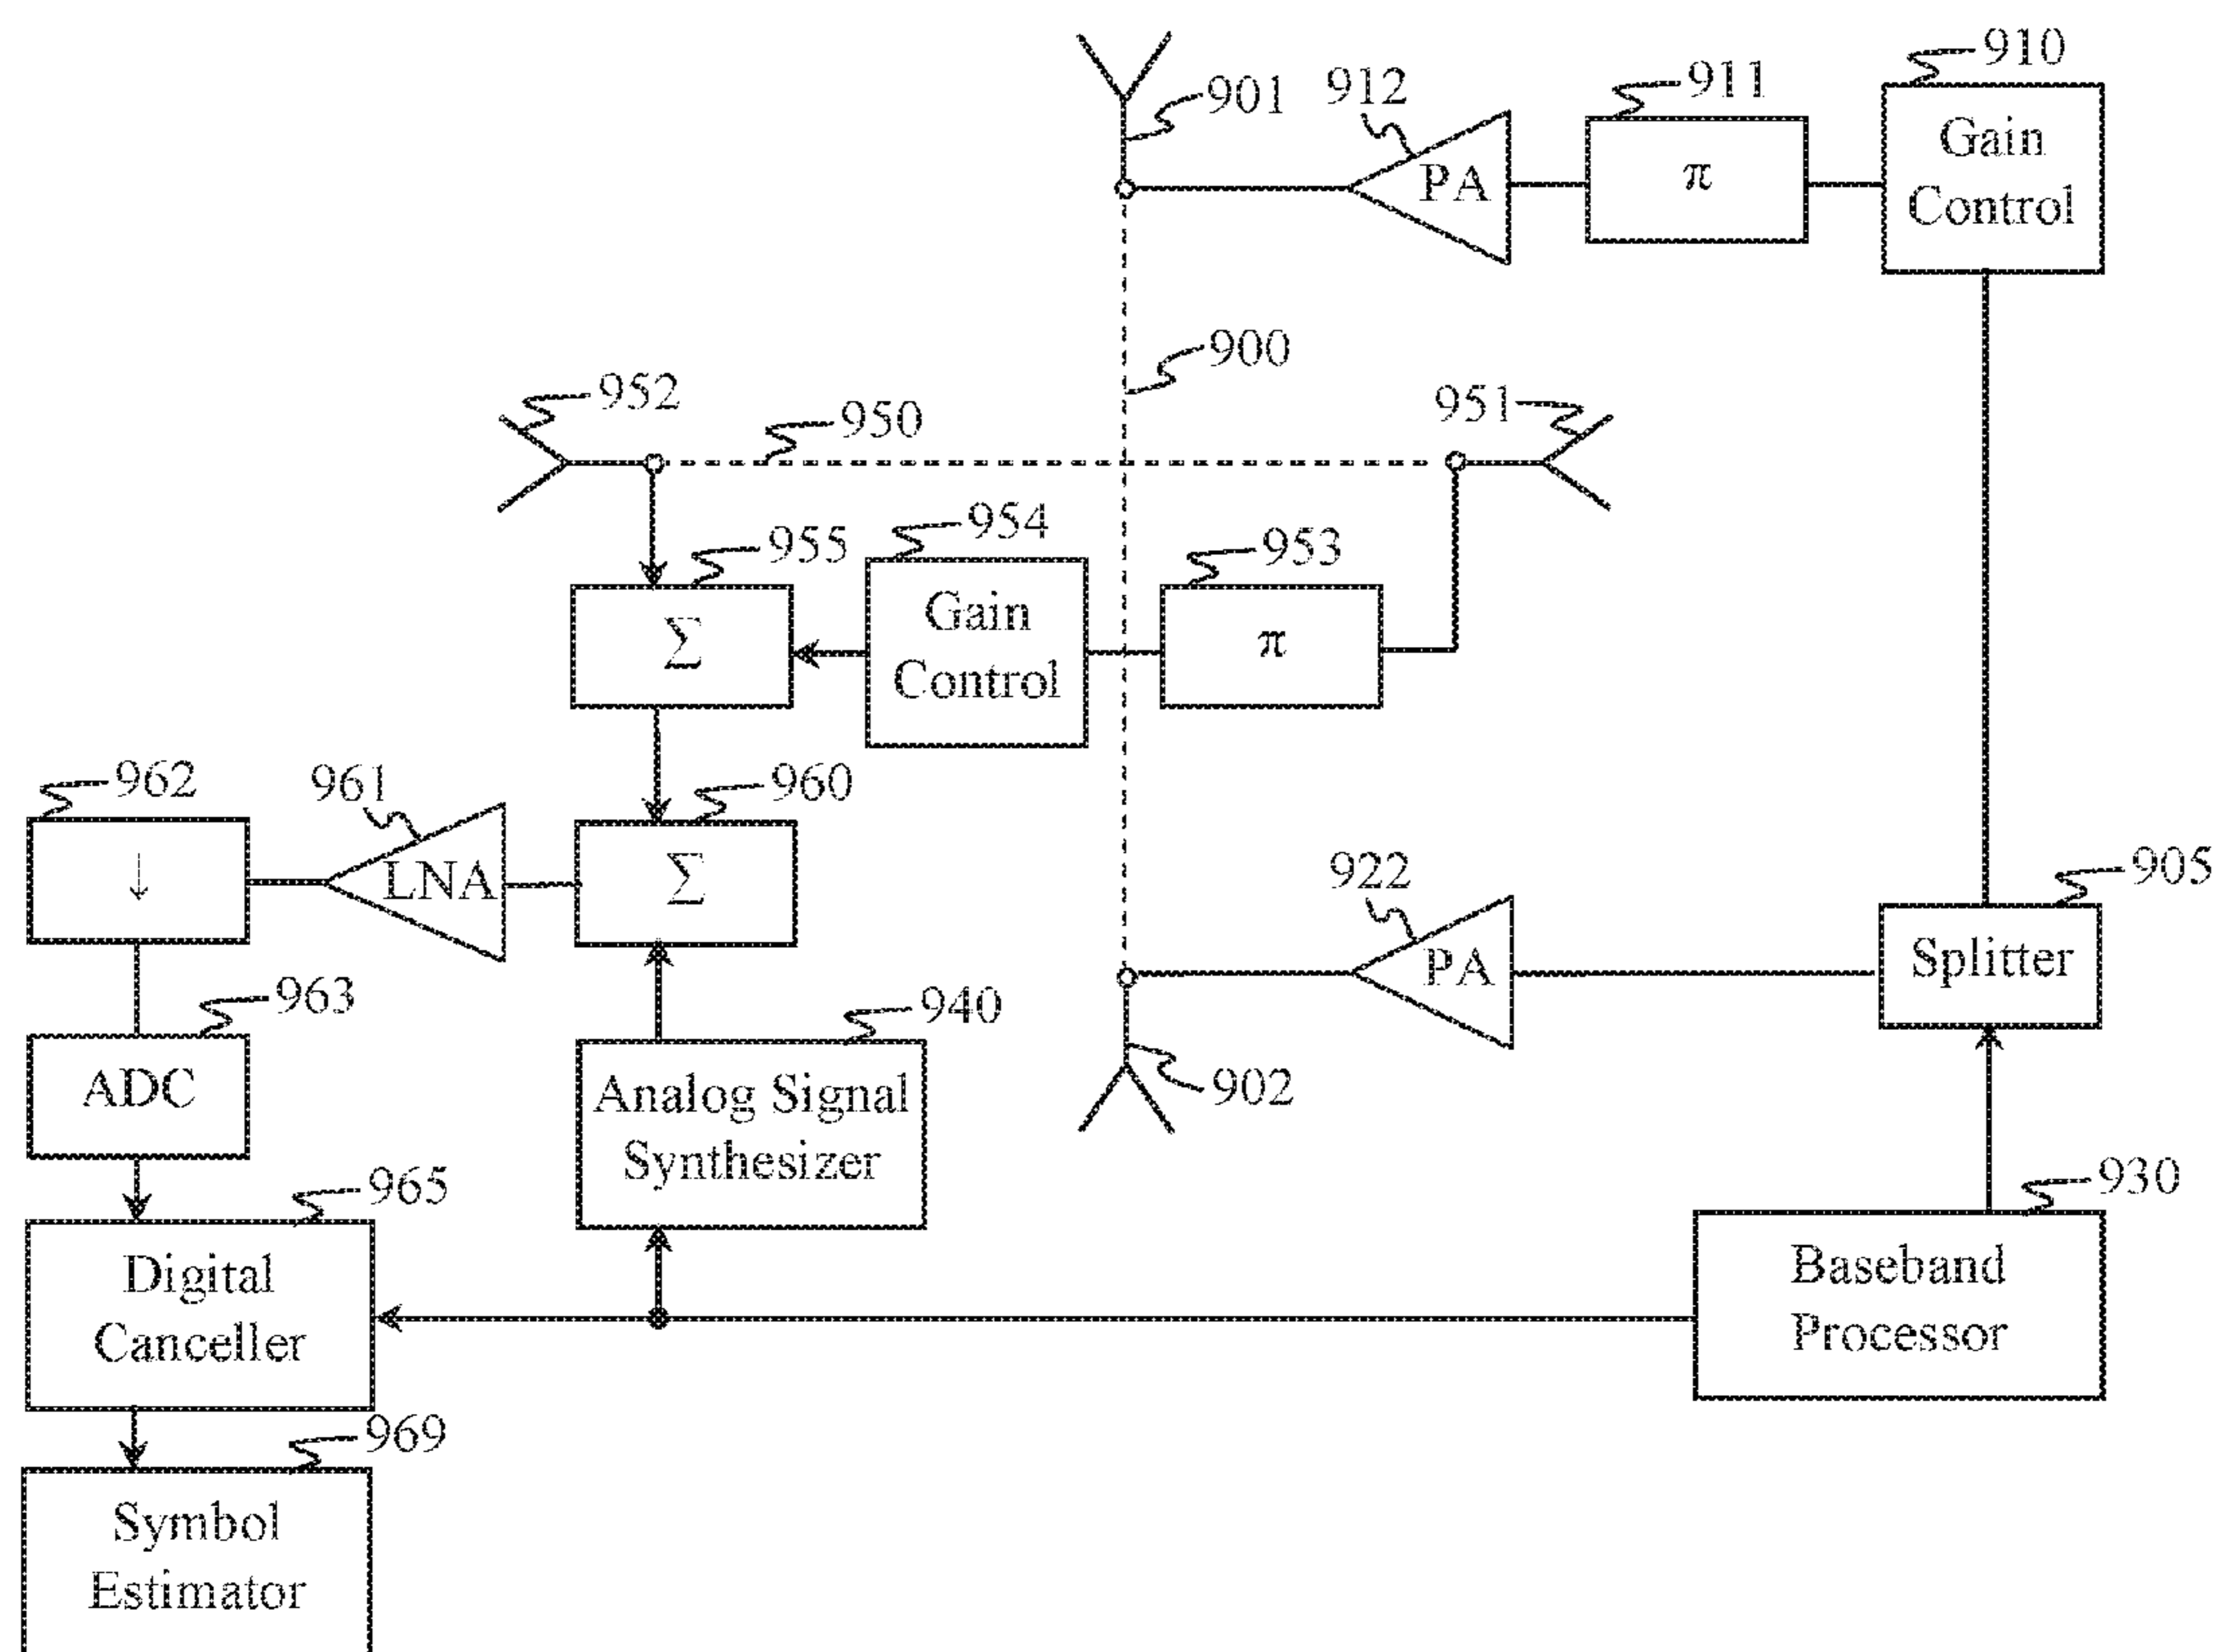 910
911
912
901
Gain
Control
π
PA
900
952
951
950
954
955
953
Gain
Control
Σ
π
962
961
960
↓
LNA
Σ
922
905
PA
Splitter
963
940
ADC
Analog Signal
Synthesizer
902
965
930
Digital
Canceller
Baseband
Processor
969
Symbol
Estimator